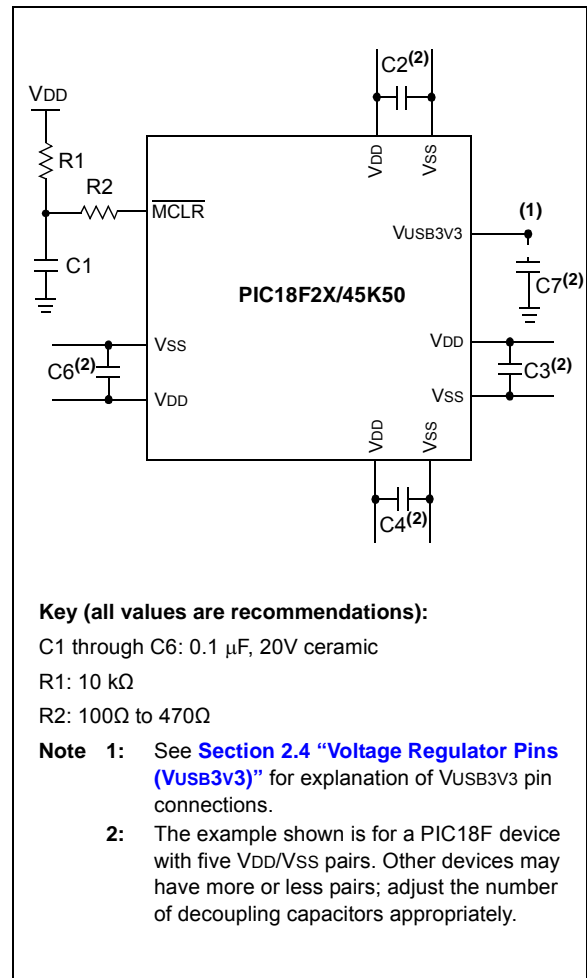 C2(2)
VDD
R1
R2
VDD
VSS
MCLR
(1)
VUSB3V3
C1
C7(2)
PIC18F2X/45K50
VSS
VDD
C6(2)
C3(2)
VDD
VSS
VDD
VSS
C4(2)
Key (all values are recommendations):
C1 through C6: 0.1 μF, 20V ceramic
R1: 10 kΩ
R2: 100Ω to 470Ω
Note 1: See Section 2.4 “Voltage Regulator Pins
(VUSB3V3)” for explanation of VUSB3V3 pin
connections.
2: The example shown is for a PIC18F device
with five VDD/VSS pairs. Other devices may
have more or less pairs; adjust the number
of decoupling capacitors appropriately.